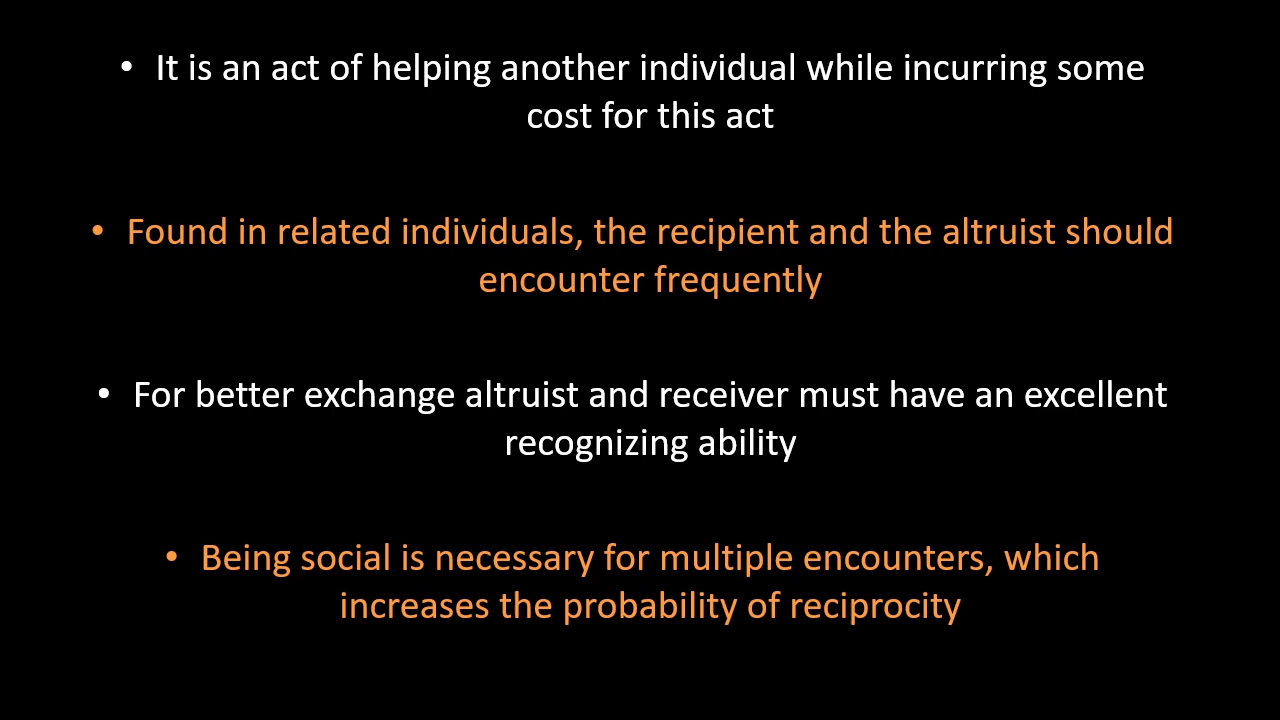 • It is an act of helping another individual while incurring some
cost for this act
• Found in related individuals, the recipient and the altruist should
encounter frequently
• For better exchange altruist and receiver must have an excellent
recognizing ability
• Being social is necessary for multiple encounters, which
increases the probability of reciprocity